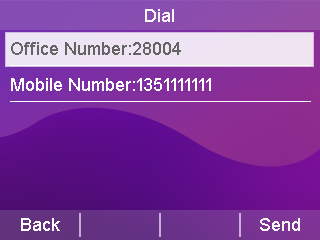 Dial
Office Number:28004
Mobile Number:1351111111
Back
Send